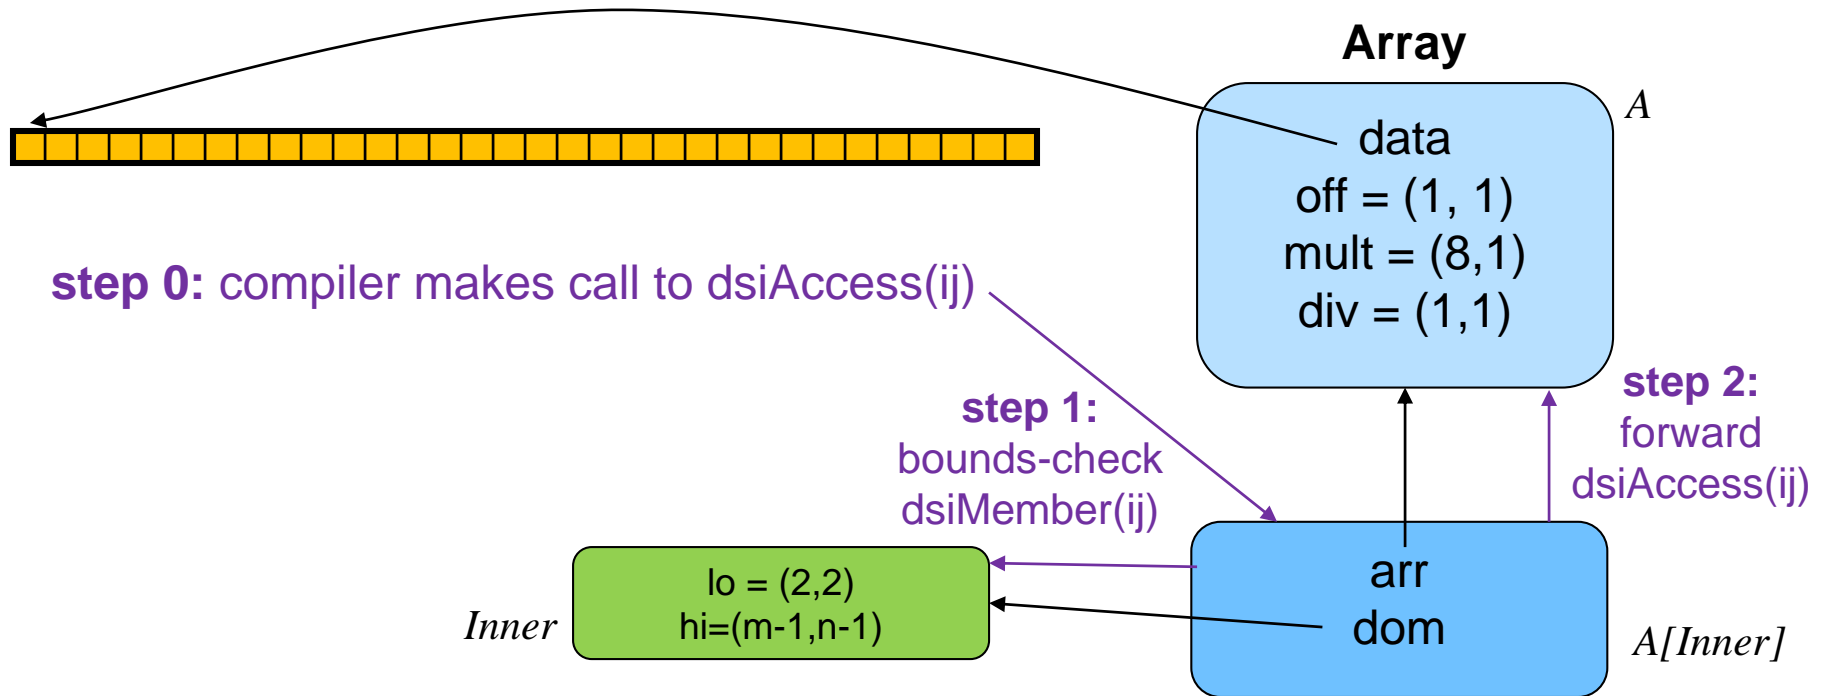 Array
A
data
off = (1, 1)
mult = (8,1)
div = (1,1)
step 0: compiler makes call to dsiAccess(ij)
step 1:
bounds-check
dsiMember(ij)
step 2:
forward
dsiAccess(ij)
Inner
lo = (2,2)
hi=(m-1,n-1)
arr
dom
A[Inner]